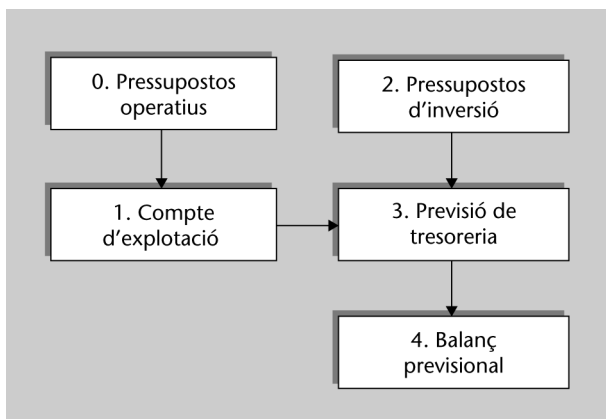 0. Pressupostos
operatius
2. Pressupostos
d’inversió
1. Compte
d’explotació
3. Previsió de
tresoreria
4. Balanç
previsional